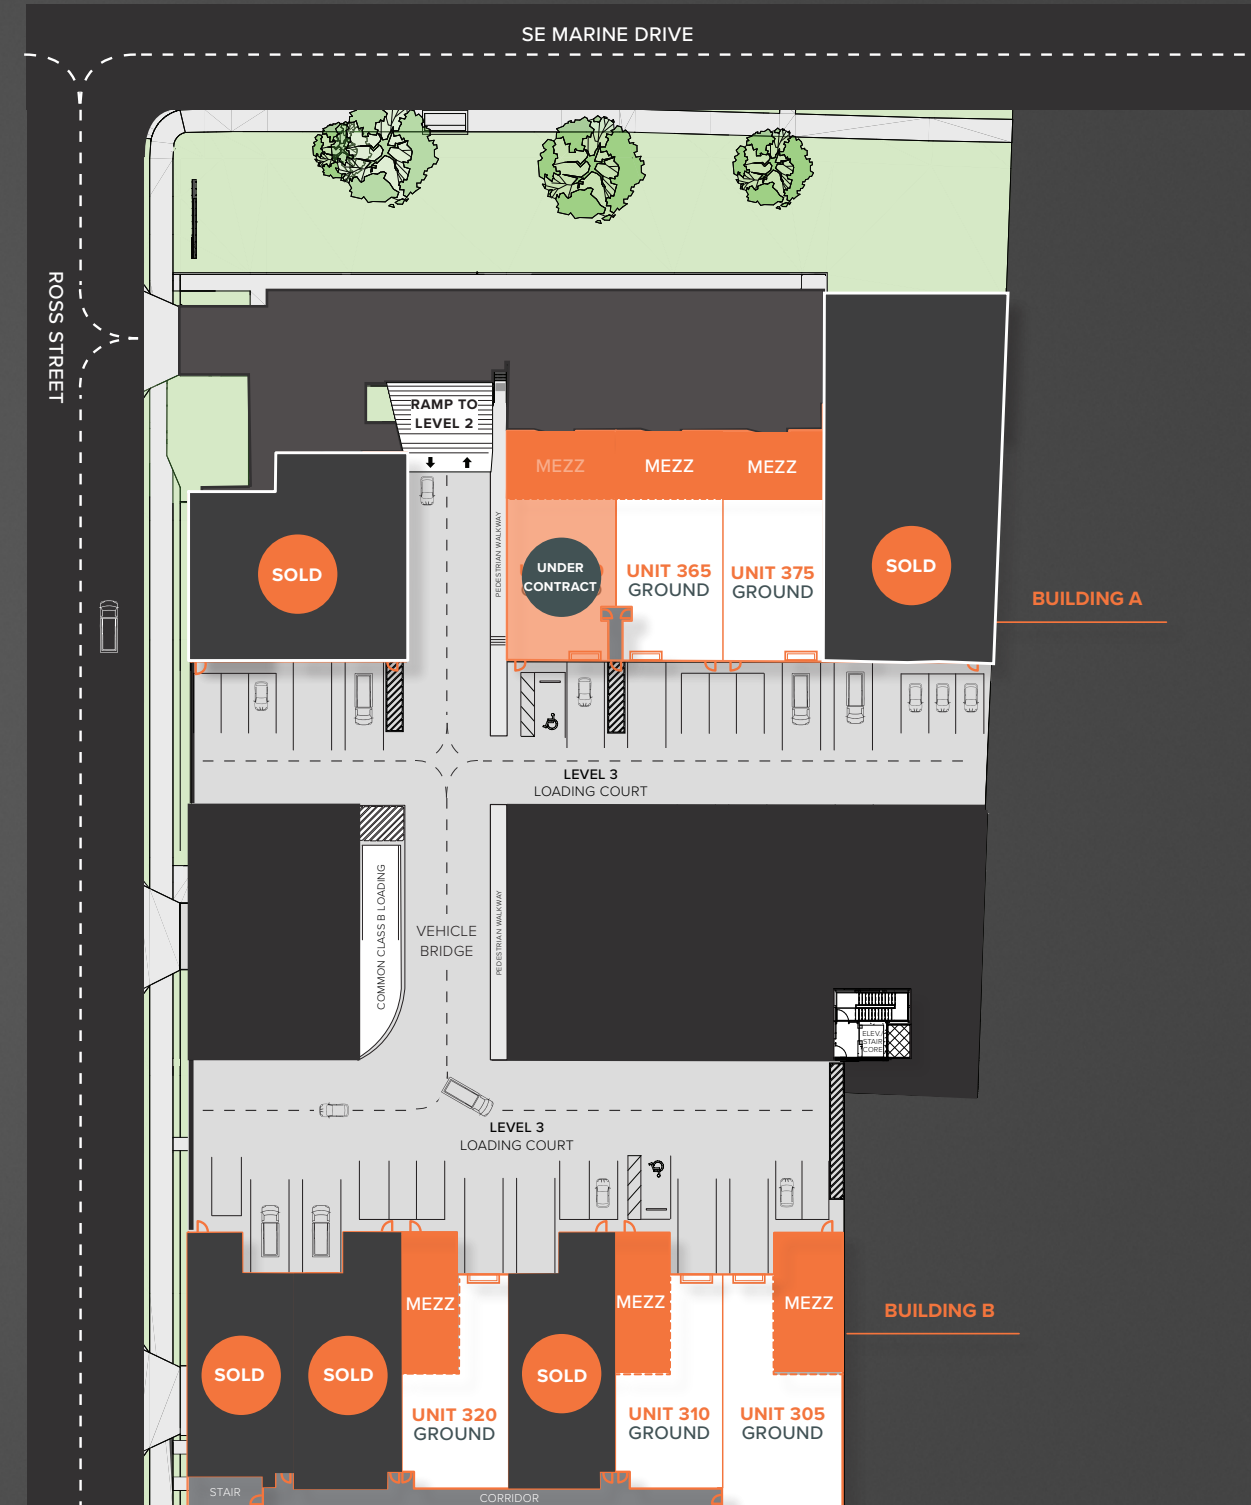 SE MARINE DRIVE
ROSS STREET
RAMP TO
LEVEL 2
MEZZ
MEZZ
MEZZ
PEDESTRIAN WALKWAY
SOLD
UNDER
CONTRACT
UNIT 365
GROUND
UNIT 375
GROUND
SOLD
BUILDING A
LEVEL 3
LOADING COURT
COMMON CLASS B LOADING
VEHICLE
BRIDGE
PEDESTRIAN WALKWAY
ELEV/
STAIR
CORE
LEVEL 3
LOADING COURT
MEZZ
MEZZ
MEZZ
BUILDING B
SOLD
SOLD
SOLD
UNIT 320
GROUND
UNIT 310
GROUND
UNIT 305
GROUND
STAIR
CORRIDOR